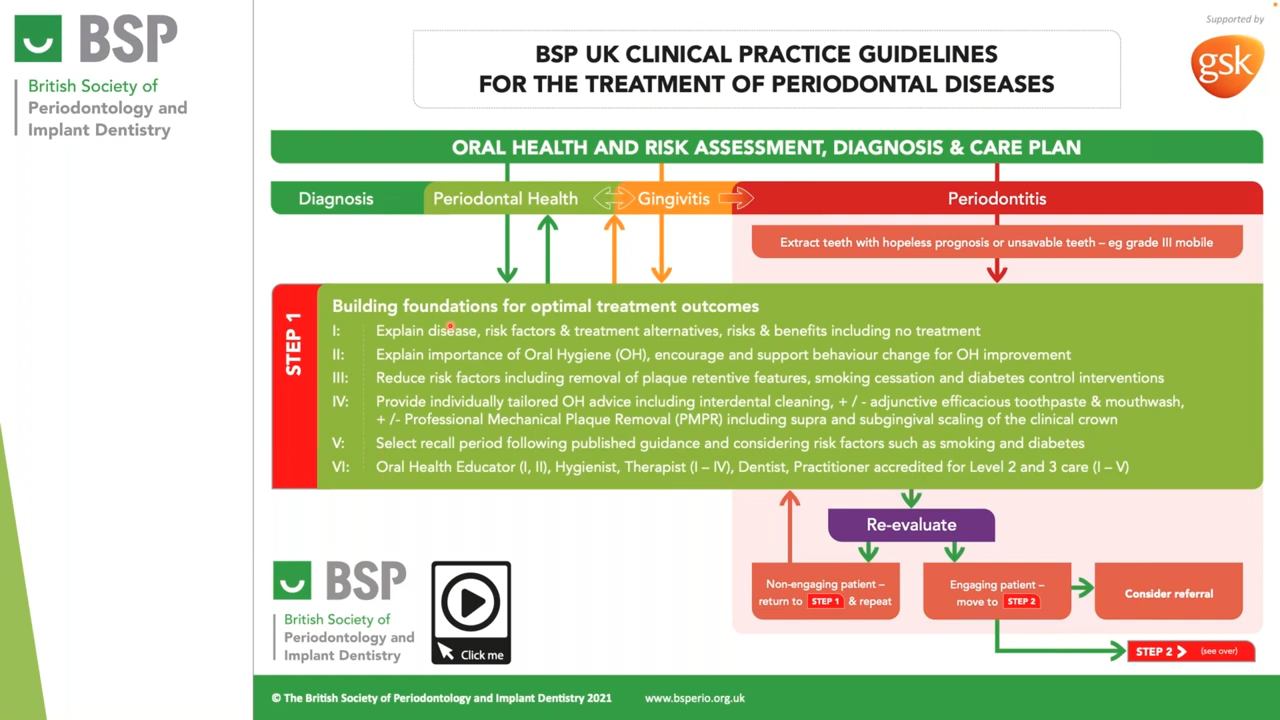 BSP
British Society of
Periodontology and
Implant Dentistry
Supported by
gsk
BSP UK CLINICAL PRACTICE GUIDELINES
FOR THE TREATMENT OF PERIODONTAL DISEASES
ORAL HEALTH AND RISK ASSESSMENT, DIAGNOSIS & CARE PLAN
Diagnosis
Periodontal Health
Gingivitis
Periodontitis
Extract teeth with hopeless prognosis or unsavable teeth – eg grade III mobile
STEP 1
Building foundations for optimal treatment outcomes
I: Explain disease, risk factors & treatment alternatives, risks & benefits including no treatment
II: Explain importance of Oral Hygiene (OH), encourage and support behaviour change for OH improvement
III: Reduce risk factors including removal of plaque retentive features, smoking cessation and diabetes control interventions
IV: Provide individually tailored OH advice including interdental cleaning, + / - adjunctive efficacious toothpaste & mouthwash,
+ /- Professional Mechanical Plaque Removal (PMPR) including supra and subgingival scaling of the clinical crown
V: Select recall period following published guidance and considering risk factors such as smoking and diabetes
VI: Oral Health Educator (I, II), Hygienist, Therapist (I – IV), Dentist, Practitioner accredited for Level 2 and 3 care (I – V)
Re-evaluate
Non-engaging patient –
return to STEP 1 & repeat
Engaging patient –
move to STEP 2
Consider referral
STEP 2 (see over)
BSP
British Society of
Periodontology and
Implant Dentistry
Click me
© The British Society of Periodontology and Implant Dentistry 2021 www.bsperio.org.uk